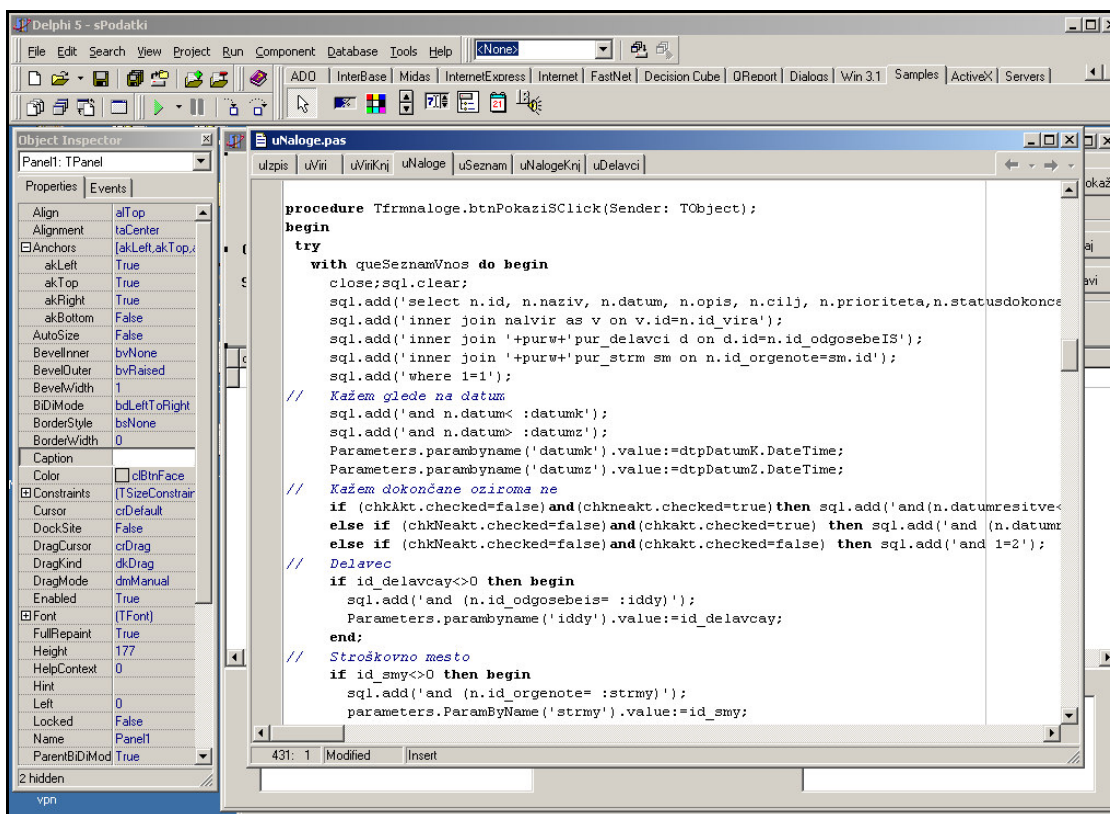 Delphi 5 - sPodatki
File Edit Search View Project Run Component Database Tools Help <None>
ADO InterBase Midas InternetExpress Internet FastNet Decision Cube QReport Dialogs Win 3.1 Samples ActiveX Servers
Object Inspector
Panel1: TPanel
Properties Events
Align alTop
Alignment taCenter
Anchors [akLeft,akTop,
akLeft True
akTop True
akRight True
akBottom False
AutoSize False
BevelInner bvNone
BevelOuter bvRaised
BevelWidth 1
BiDiMode bdLeftToRight
BorderStyle bsNone
BorderWidth 0
Caption
Color clBtnFace
Constraints (TSizeConstrain
Cursor crDefault
DockSite False
DragCursor crDrag
DragKind dkDrag
DragMode dmManual
Enabled True
Font (TFont)
FullRepaint True
Height 177
HelpContext 0
Hint
Left 0
Locked False
Name Panel1
ParentBiDiMod True
2 hidden
vpn
uNaloge.pas
uIzpis uViri uViriKnj uNaloge uSeznam uNalogeKnj uDelavci
procedure Tfrmnaloge.btnPokaziSClick(Sender: TObject);
begin
try
with queSeznamVnos do begin
close;sql.clear;
sql.add('select n.id, n.naziv, n.datum, n.opis, n.cilj, n.prioriteta,n.statusdokonce
sql.add('inner join nalvir as v on v.id=n.id_vira');
sql.add('inner join '+purw+'pur_delavci d on d.id=n.id_odgosebeIS');
sql.add('inner join '+purw+'pur_strm sm on n.id_orgenote=sm.id');
sql.add('where 1=1');
// Kažem glede na datum
sql.add('and n.datum< :datumk');
sql.add('and n.datum> :datumz');
Parameters.parambyname('datumk').value:=dtpDatumK.DateTime;
Parameters.parambyname('datumz').value:=dtpDatumZ.DateTime;
// Kažem dokončane oziroma ne
if (chkAkt.checked=false)and(chkneakt.checked=true)then sql.add('and(n.datumresitve<
else if (chkNeakt.checked=false)and(chkakt.checked=true) then sql.add('and (n.datumr
else if (chkNeakt.checked=false)and(chkakt.checked=false) then sql.add('and 1=2');
// Delavec
if id_delavcay<>0 then begin
sql.add('and (n.id_odgosebeis= :iddy)');
Parameters.parambyname('iddy').value:=id_delavcay;
end;
// Stroškovno mesto
if id_smy<>0 then begin
sql.add('and (n.id_orgenote= :strmy)');
parameters.ParamByName('strmy').value:=id_smy;
431: 1 Modified Insert
okaž
aj
avi